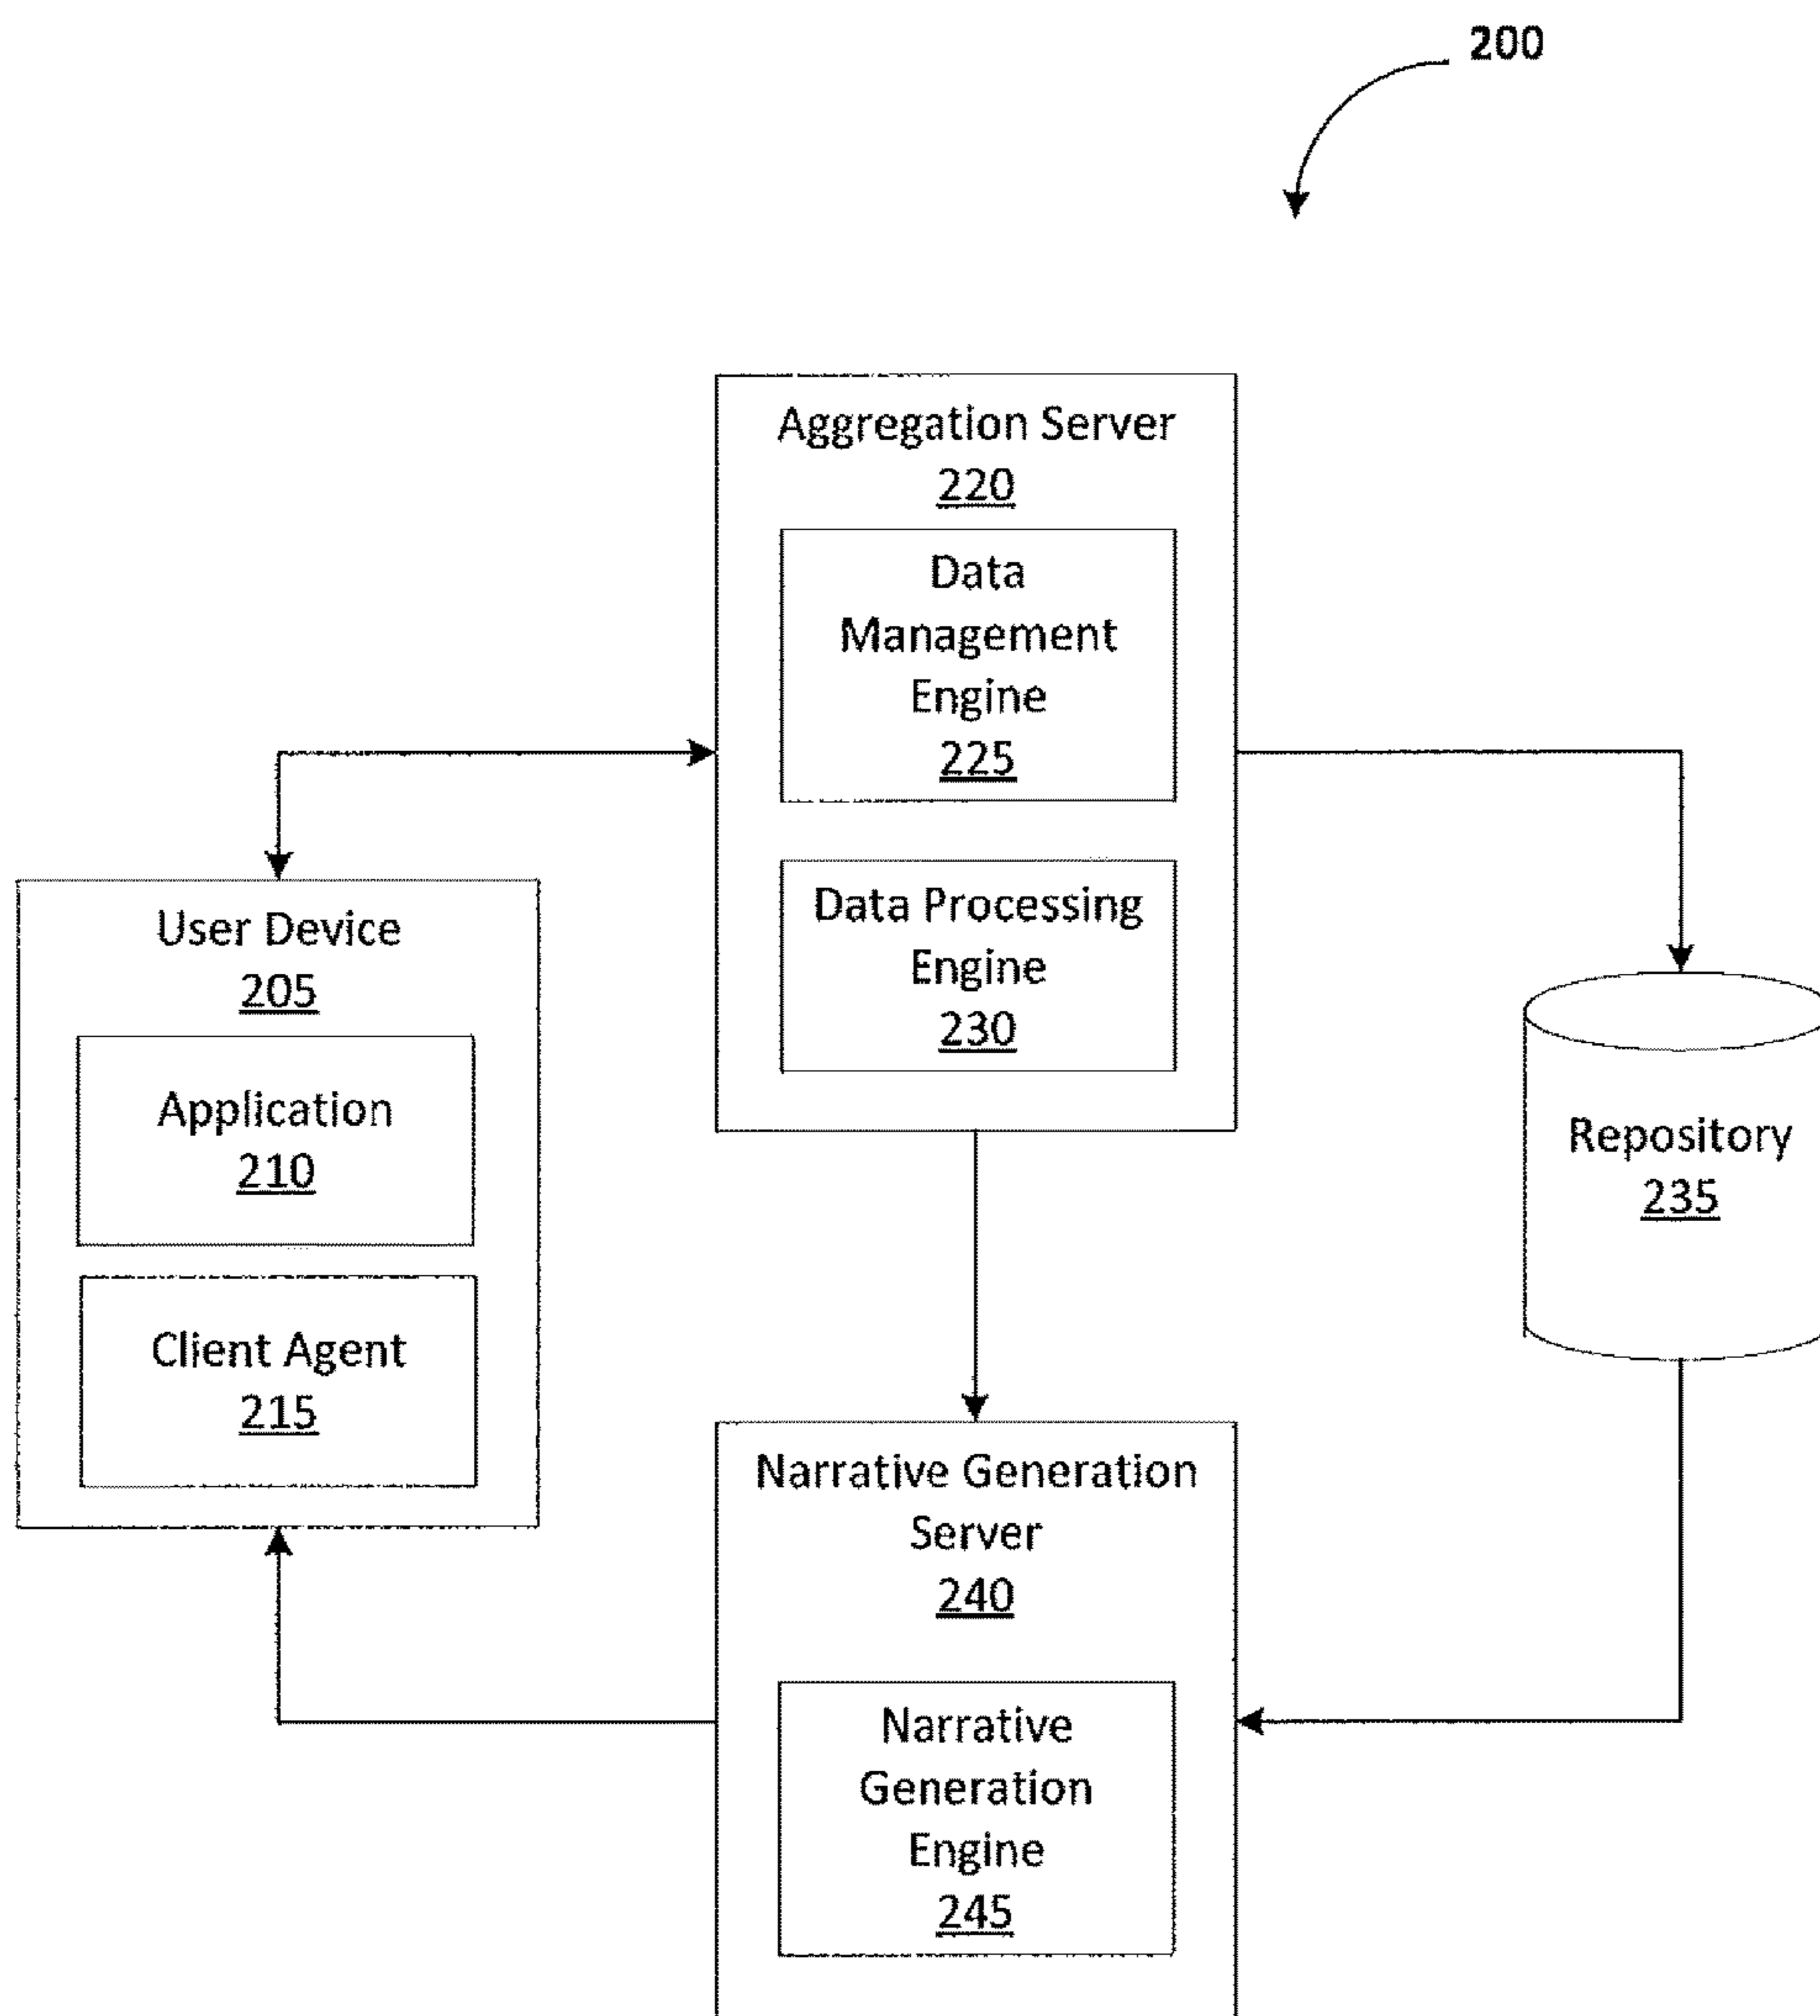 200
Aggregation Server
220
Data
Management
Engine
225
Data Processing
Engine
230
User Device
205
Application
210
Client Agent
215
Repository
235
Narrative Generation
Server
240
Narrative
Generation
Engine
245